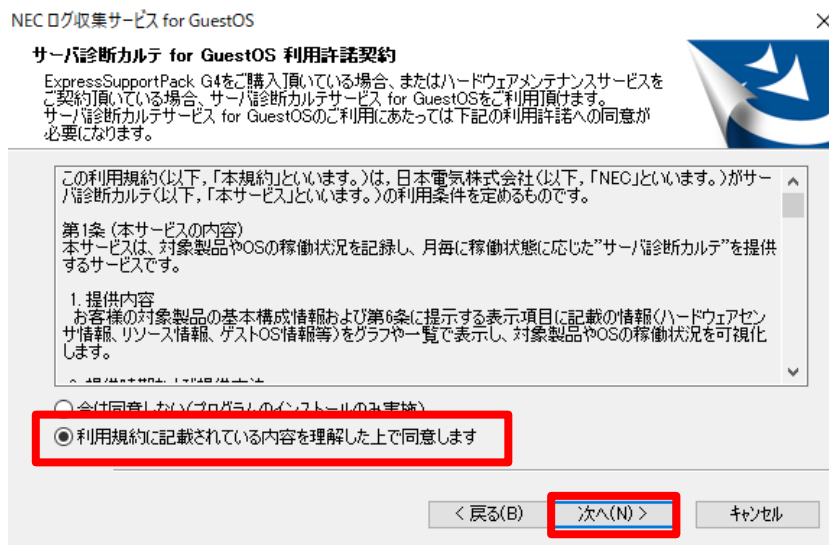 NEC ログ収集サービス for GuestOS
サーバ診断カルテ for GuestOS 利用許諾契約
ExpressSupportPack G4をご購入頂いている場合、またはハードウェアメンテナンスサービスを
ご契約頂いている場合、サーバ診断カルテサービス for GuestOSをご利用頂けます。
サーバ診断カルテサービス for GuestOSのご利用にあたっては下記の利用許諾への同意が
必要になります。
この利用規約(以下,「本規約」といいます。)は,日本電気株式会社(以下,「NEC」といいます。)がサー
バ診断カルテ(以下,「本サービス」といいます。)の利用条件を定めるものです。
第1条 (本サービスの内容)
本サービスは、対象製品やOSの稼働状況を記録し、月毎に稼働状態に応じた”サーバ診断カルテ”を提供
するサービスです。
1. 提供内容
お客様の対象製品の基本構成情報および第6条に提示する表示項目に記載の情報(ハードウェアセン
サ情報、リソース情報、ゲストOS情報等)をグラフや一覧で表示し、対象製品やOSの稼働状況を可視化
します。
今は同意しない(プログラムのインストールのみ実施)
利用規約に記載されている内容を理解した上で同意します
< 戻る(B)
次へ(N) >
キャンセル